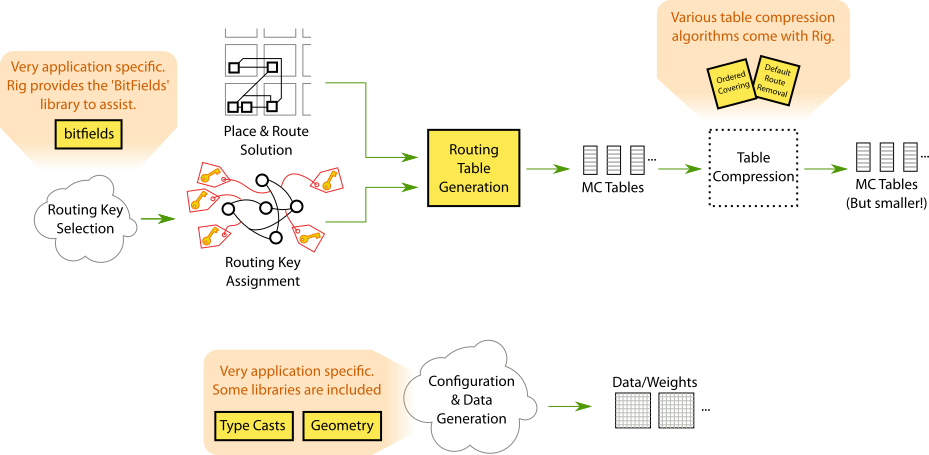 Various table compression
algorithms come with Rig.
Ordered
Covering
Default
Route
Removal
Very application specific.
Rig provides the 'BitFields'
library to assist.
bitfields
Place & Route
Solution
Routing
Table
Generation
...
MC Tables
Table
Compression
...
MC Tables
(But smaller!)
Routing Key
Selection
Routing Key
Assignment
Very application specific.
Some libraries are included
Type Casts
Geometry
Configuration
& Data
Generation
Data/Weights
...